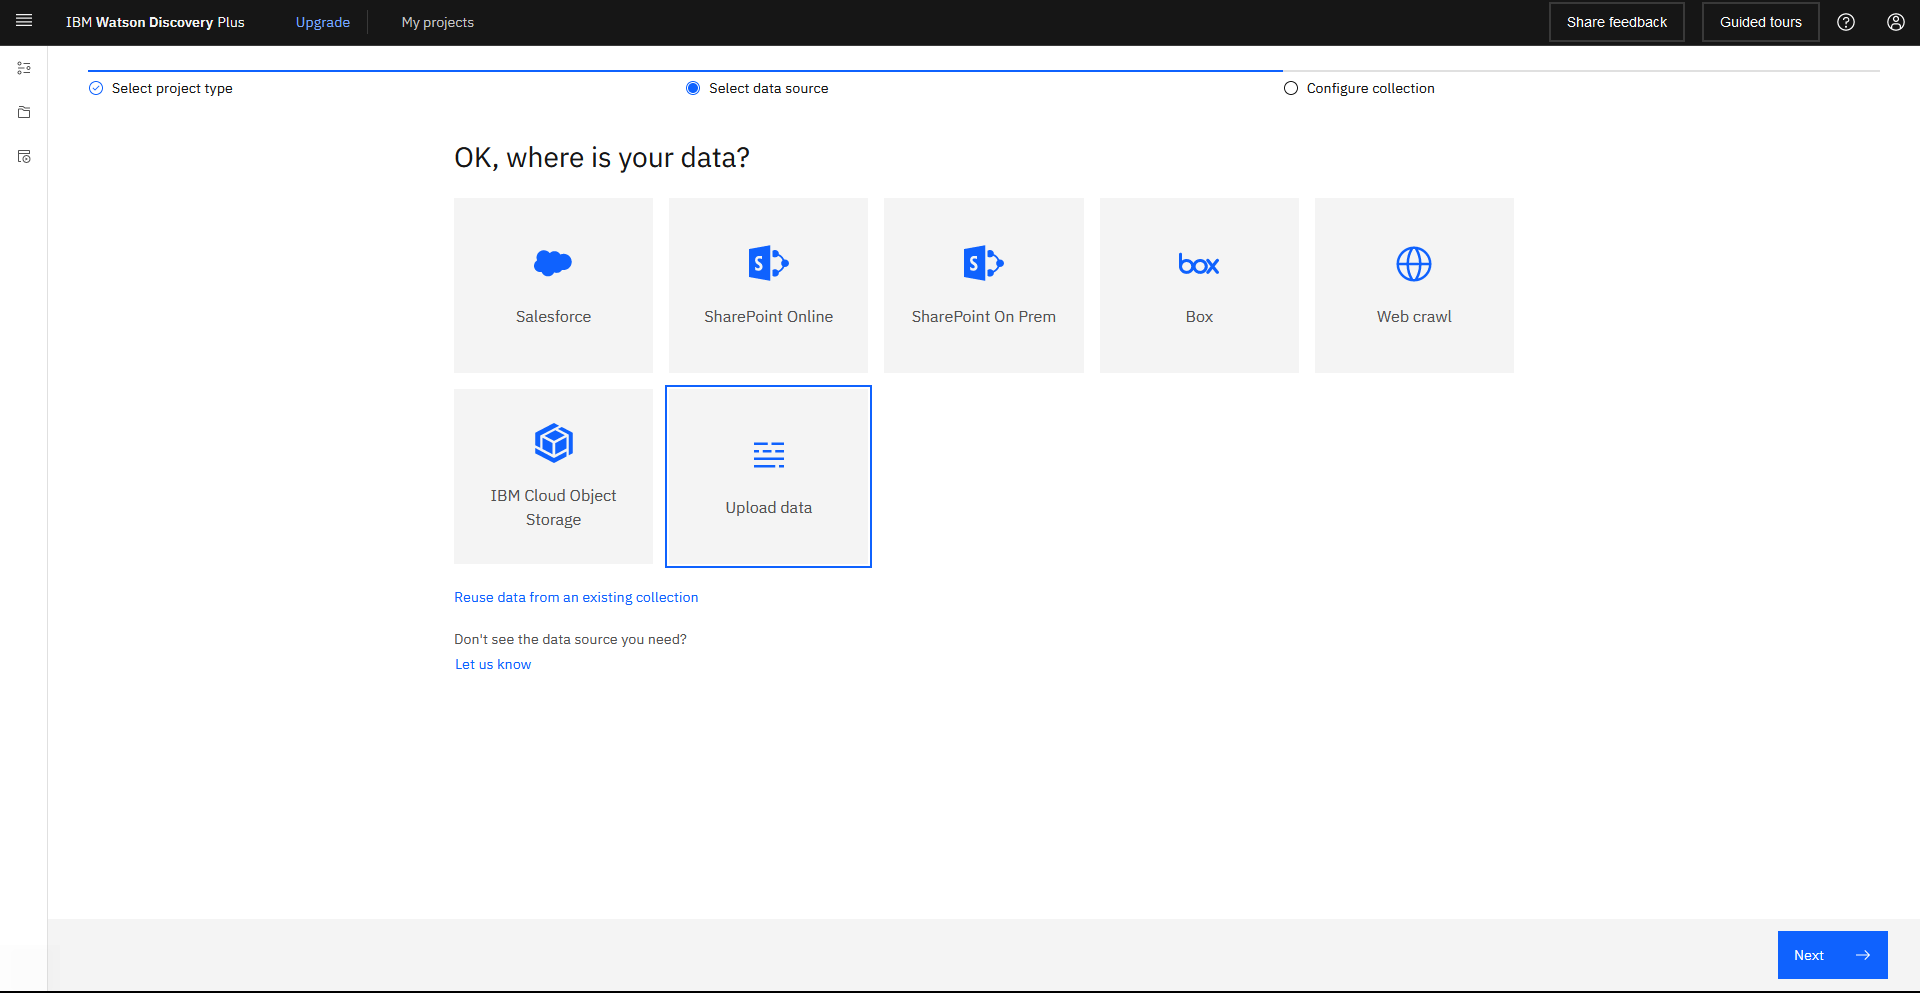 IBM Watson Discovery Plus Upgrade My projects Share feedback Guided tours
Select project type Select data source Configure collection
OK, where is your data?
Salesforce SharePoint Online SharePoint On Prem box Box Web crawl
IBM Cloud Object
Storage
Upload data
Reuse data from an existing collection
Don't see the data source you need?
Let us know
Next